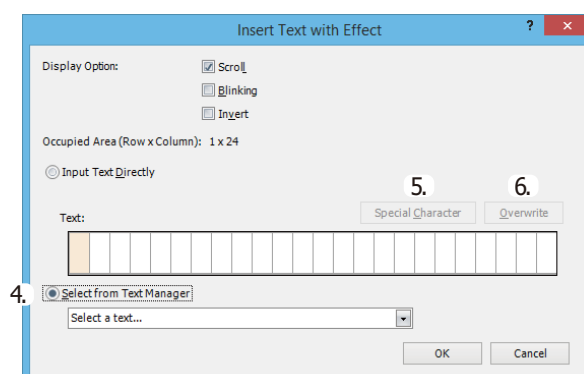 Insert Text with Effect ? ×
Display Option: Scroll
Blinking
Invert
Occupied Area (Row x Column): 1 x 24
Input Text Directly
5. 6.
Text: Special Character Overwrite
4. Select from Text Manager
Select a text...
OK Cancel